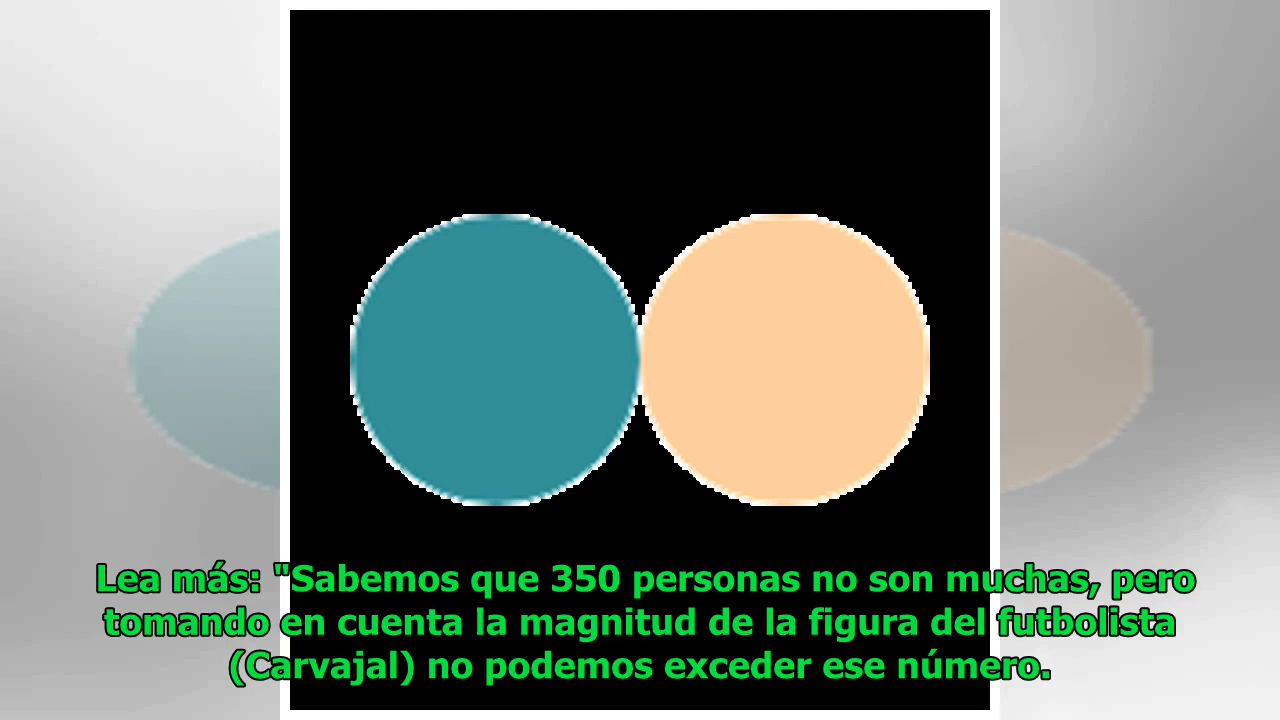 Lea más: "Sabemos que 350 personas no son muchas, pero
tomando en cuenta la magnitud de la figura del futbolista
(Carvajal) no podemos exceder ese número.